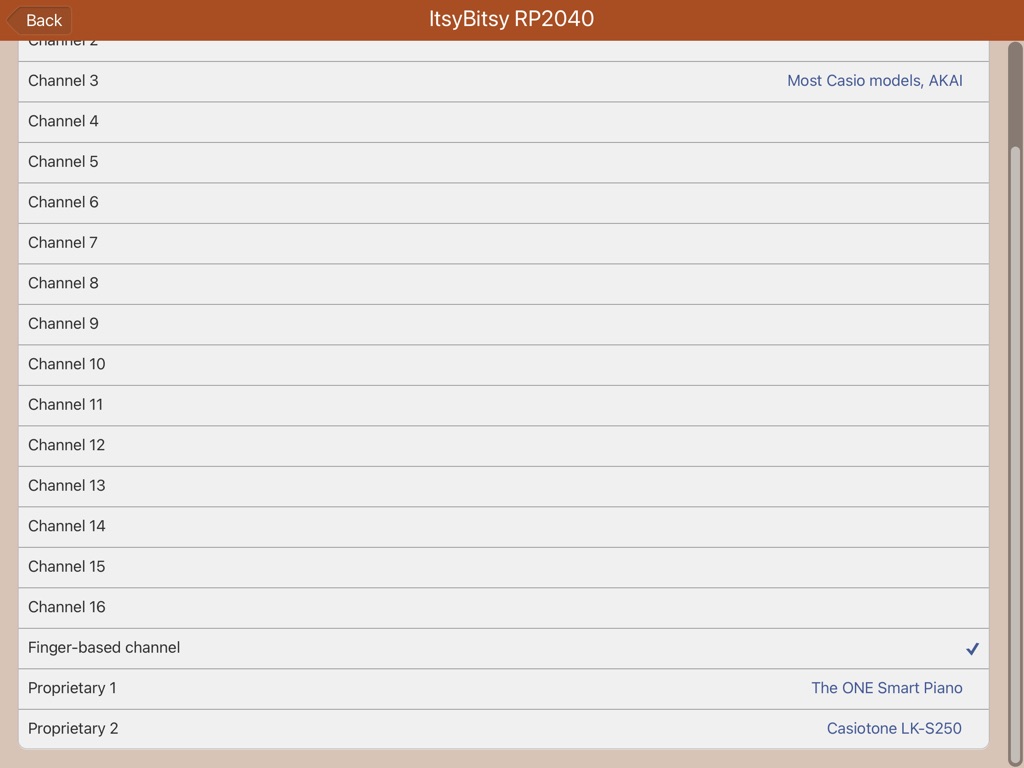 Back
ItsyBitsy RP2040
Channel 2
Channel 3 Most Casio models, AKAI
Channel 4
Channel 5
Channel 6
Channel 7
Channel 8
Channel 9
Channel 10
Channel 11
Channel 12
Channel 13
Channel 14
Channel 15
Channel 16
Finger-based channel
Proprietary 1 The ONE Smart Piano
Proprietary 2 Casiotone LK-S250